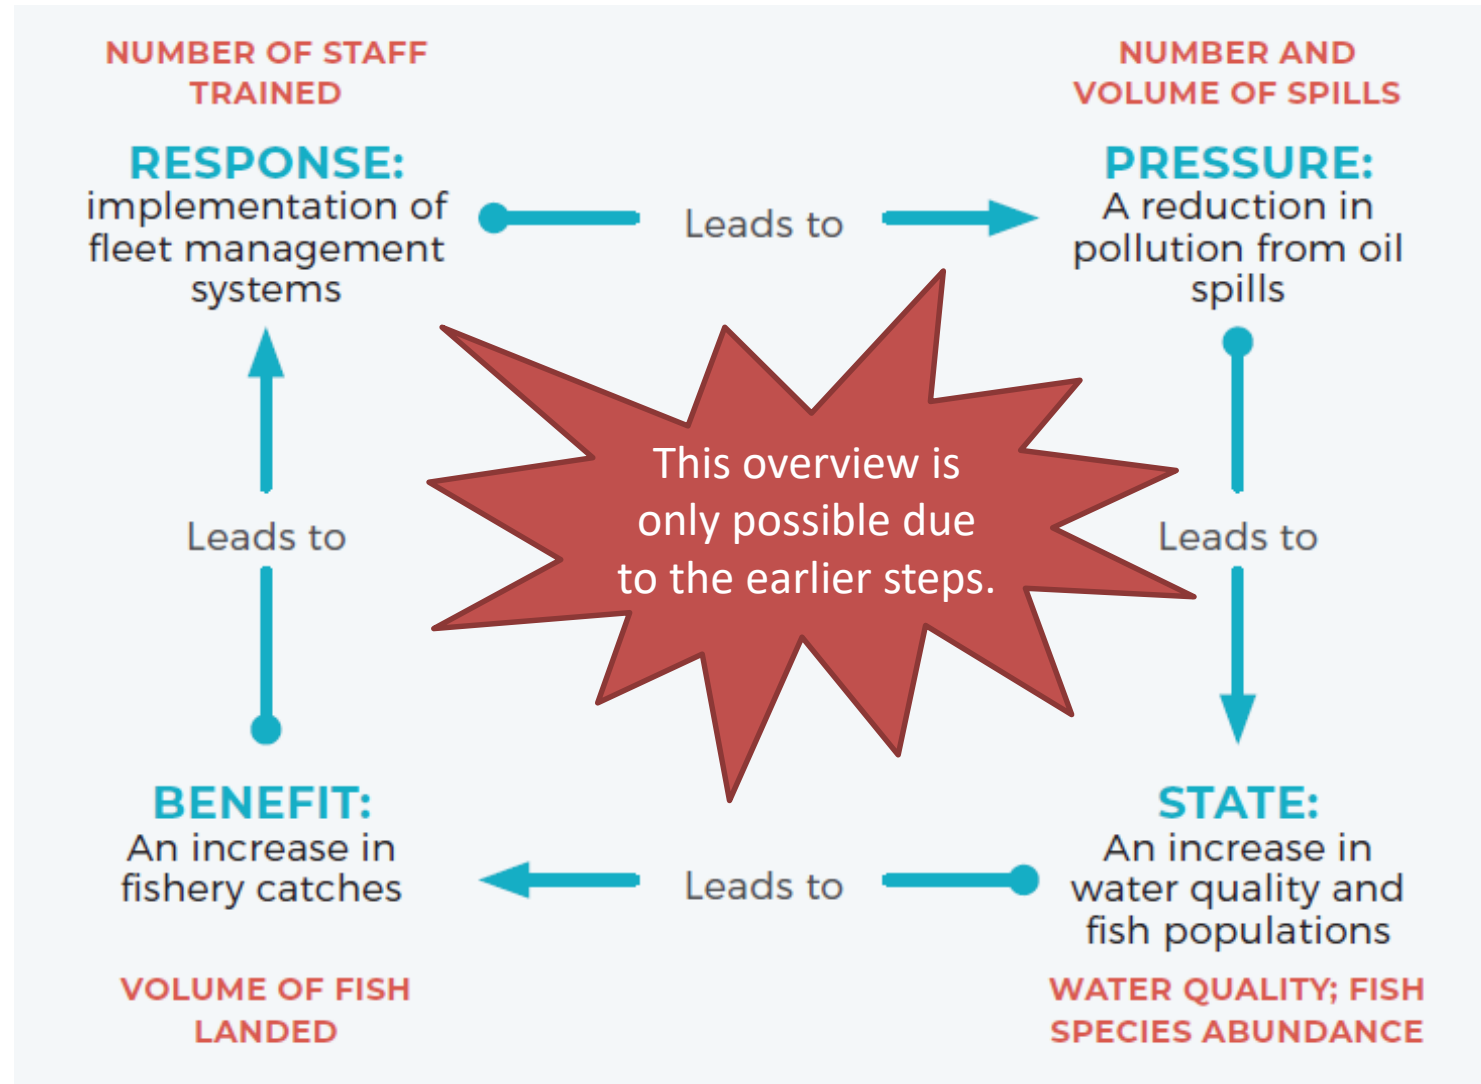 NUMBER OF STAFF
TRAINED
RESPONSE:
implementation of
fleet management
systems
Leads to
NUMBER AND
VOLUME OF SPILLS
PRESSURE:
A reduction in
pollution from oil
spills
This overview is
only possible due
to the earlier steps.
Leads to
Leads to
BENEFIT:
An increase in
fishery catches
VOLUME OF FISH
LANDED
Leads to
STATE:
An increase in
water quality and
fish populations
WATER QUALITY; FISH
SPECIES ABUNDANCE